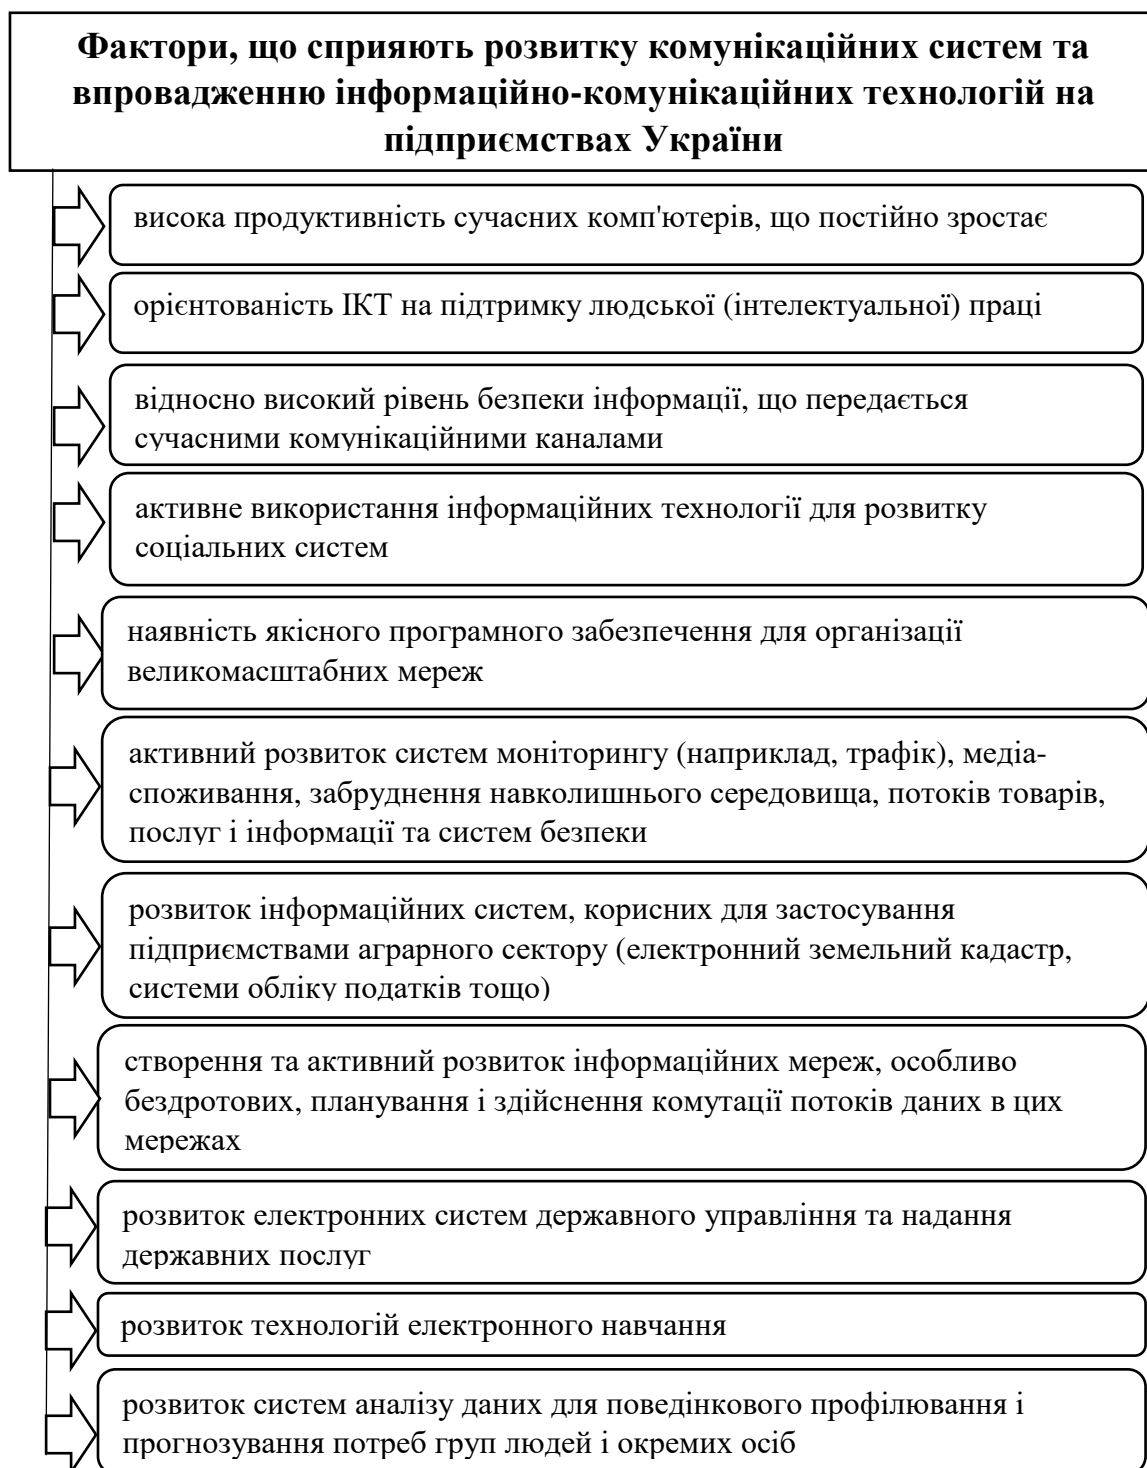 Фактори, що сприяють розвитку комунікаційних систем та
впровадженню інформаційно-комунікаційних технологій на
підприємствах України
висока продуктивність сучасних комп'ютерів, що постійно зростає
орієнтованість ІКТ на підтримку людської (інтелектуальної) праці
відносно високий рівень безпеки інформації, що передається
сучасними комунікаційними каналами
активне використання інформаційних технології для розвитку
соціальних систем
наявність якісного програмного забезпечення для організації
великомасштабних мереж
активний розвиток систем моніторингу (наприклад, трафік), медіа-
споживання, забруднення навколишнього середовища, потоків товарів,
послуг і інформації та систем безпеки
розвиток інформаційних систем, корисних для застосування
підприємствами аграрного сектору (електронний земельний кадастр,
системи обліку податків тощо)
створення та активний розвиток інформаційних мереж, особливо
бездротових, планування і здійснення комутації потоків даних в цих
мережах
розвиток електронних систем державного управління та надання
державних послуг
розвиток технологій електронного навчання
розвиток систем аналізу даних для поведінкового профілювання і
прогнозування потреб груп людей і окремих осіб